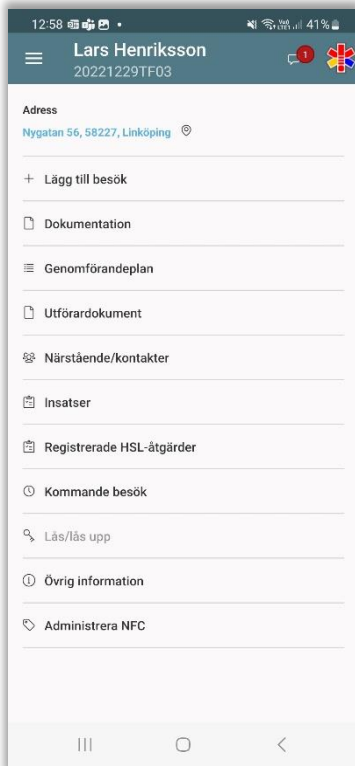 12:58
41%
Lars Henriksson
20221229TF03
1
Adress
Nygatan 56, 58227, Linköping
Lägg till besök
Dokumentation
Genomförandeplan
Utförardokument
Närstående/kontakter
Insatser
Registrerade HSL-åtgärder
Kommande besök
Lås/lås upp
Övrig information
Administrera NFC